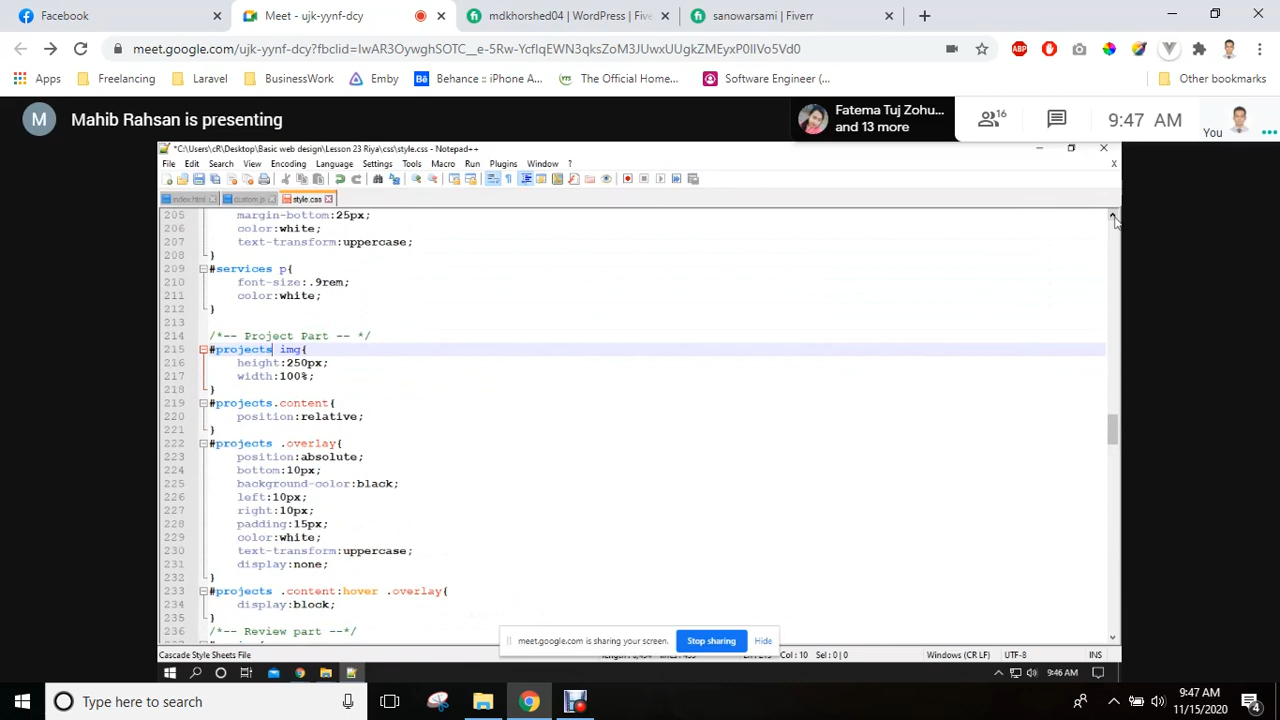 Facebook
Meet - ujk-yynf-dcy
mdkhorshed04 | WordPress | Five
sanowarsami | Fiverr
meet.google.com/ujk-yynf-dcy?fbclid=IwAR3OywghSOTC__e-5Rw-YcfIqEWN3qksZoM3JUwxUUgkZMEyxP0IIVo5Vd0
ABP
Apps
Freelancing
Laravel
BusinessWork
Emby
Bē
Behance :: iPhone A...
The Official Home...
Software Engineer (...
Other bookmarks
M
Mahib Rahsan is presenting
Fatema Tuj Zohu...
and 13 more
16
9:47 AM
You
*C:\Users\cR\Desktop\Basic web design\Lesson 23 Riya\css\style.css - Notepad++
File Edit Search View Encoding Language Settings Tools Macro Run Plugins Window ?
X
index.html
custom.js
style.css
205 margin-bottom:25px;
206 color:white;
207 text-transform:uppercase;
208 }
209 #services p{
210 font-size:.9rem;
211 color:white;
212 }
213
214 /*-- Project Part -- */
215 #projects img{
216 height:250px;
217 width:100%;
218 }
219 #projects.content{
220 position:relative;
221 }
222 #projects .overlay{
223 position:absolute;
224 bottom:10px;
225 background-color:black;
226 left:10px;
227 right:10px;
228 padding:15px;
229 color:white;
230 text-transform:uppercase;
231 display:none;
232 }
233 #projects .content:hover .overlay{
234 display:block;
235 }
236 /*-- Review part --*/
meet.google.com is sharing your screen.
Stop sharing
Hide
Cascade Style Sheets File
Col : 10 Sel : 0 | 0
Windows (CR LF)
UTF-8
INS
9:46 AM
Type here to search
9:47 AM
11/15/2020
4